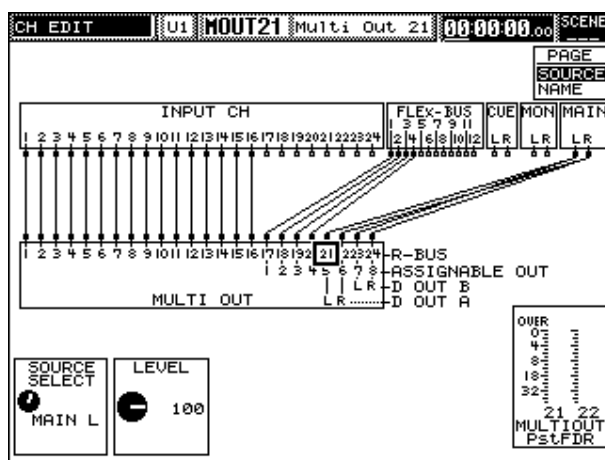 CH EDIT U1 MOUT21 Multi Out 21 00:00:00.00 SCENE
PAGE
SOURCE
NAME
INPUT CH FLEX-BUS CUE MON MAIN
1 3 5 7 9 11
1 2 3 4 5 6 7 8 9 10 11 12 13 14 15 16 17 18 19 20 21 22 23 24 2 4 6 8 10 12 L R L R L R
1 2 3 4 5 6 7 8 9 10 11 12 13 14 15 16 17 18 19 2 21 22 23 24 R-BUS
1 2 3 4 5 6 7 8 ASSIGNABLE OUT
L R D OUT B
MULTI OUT L R D OUT A
SOURCE SELECT
MAIN L
LEVEL
100
OVER
0
4
8
18
32
21 22
MULTIOUT
PstFDR